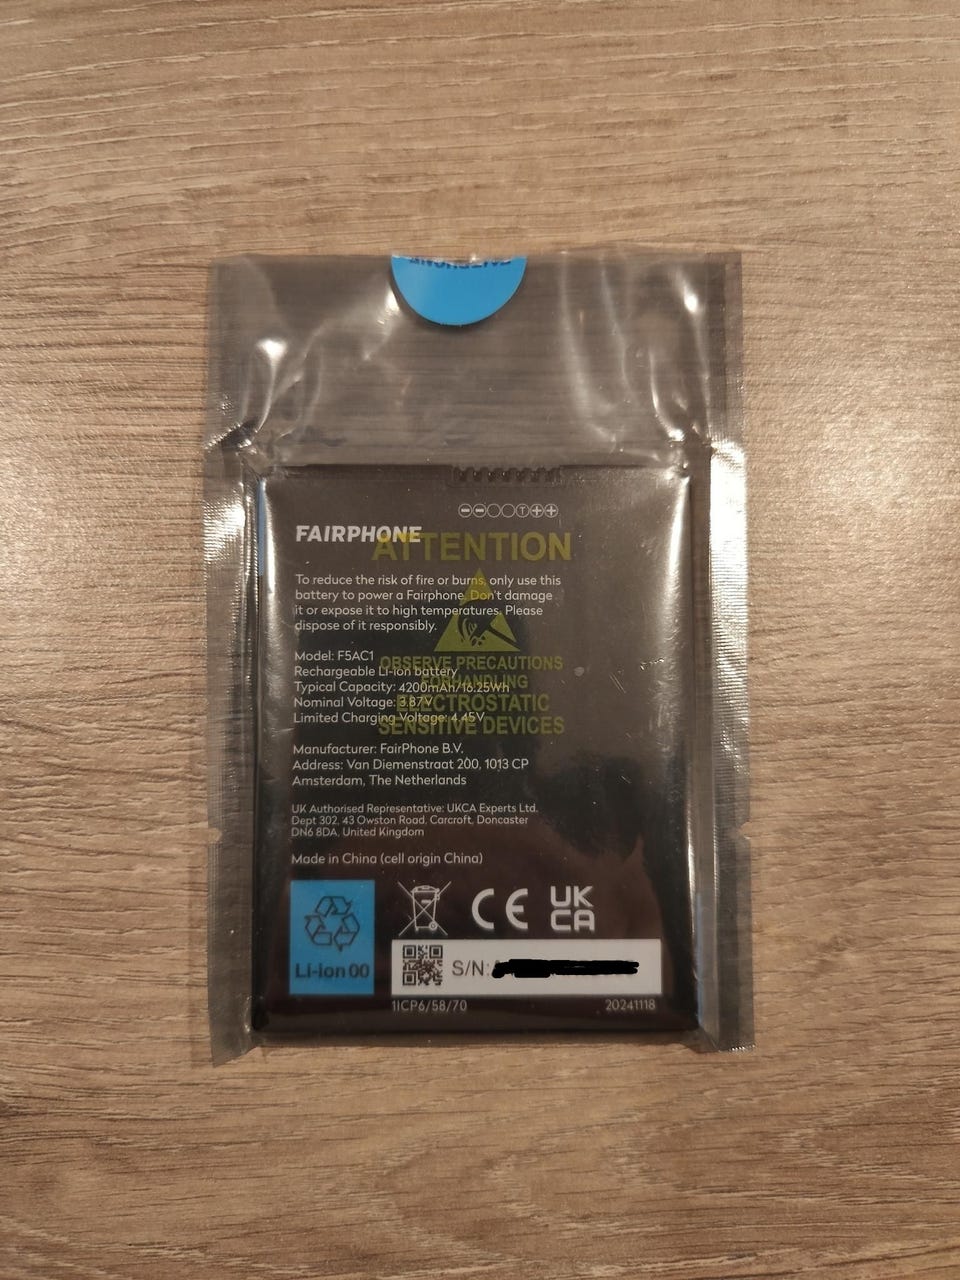 FAIRPHONE
FAIRPHONE
ATTENTION
To reduce the risk of fire or burns, only use this
battery to power a Fairphone. Don't damage
it or expose it to high temperatures. Please
dispose of it responsibly.
OBSERVE PRECAUTIONS
FOR HANDLING
ELECTROSTATIC
SENSITIVE DEVICES
Model: F5AC1
Rechargeable Li-ion battery
Typical Capacity: 4200mAh/16.25Wh
Nominal Voltage: 3.87V
Limited Charging Voltage: 4.45V
Manufacturer: FairPhone B.V.
Address: Van Diemenstraat 200, 1013 CP
Amsterdam, The Netherlands
UK Authorised Representative: UKCA Experts Ltd.
Dept 302, 43 Owston Road, Carcroft, Doncaster
DN6 8DA, United Kingdom
Made in China (cell origin China)
Li-ion 00
CE
UK
CA
S/N:
1ICP6/58/70
20241118